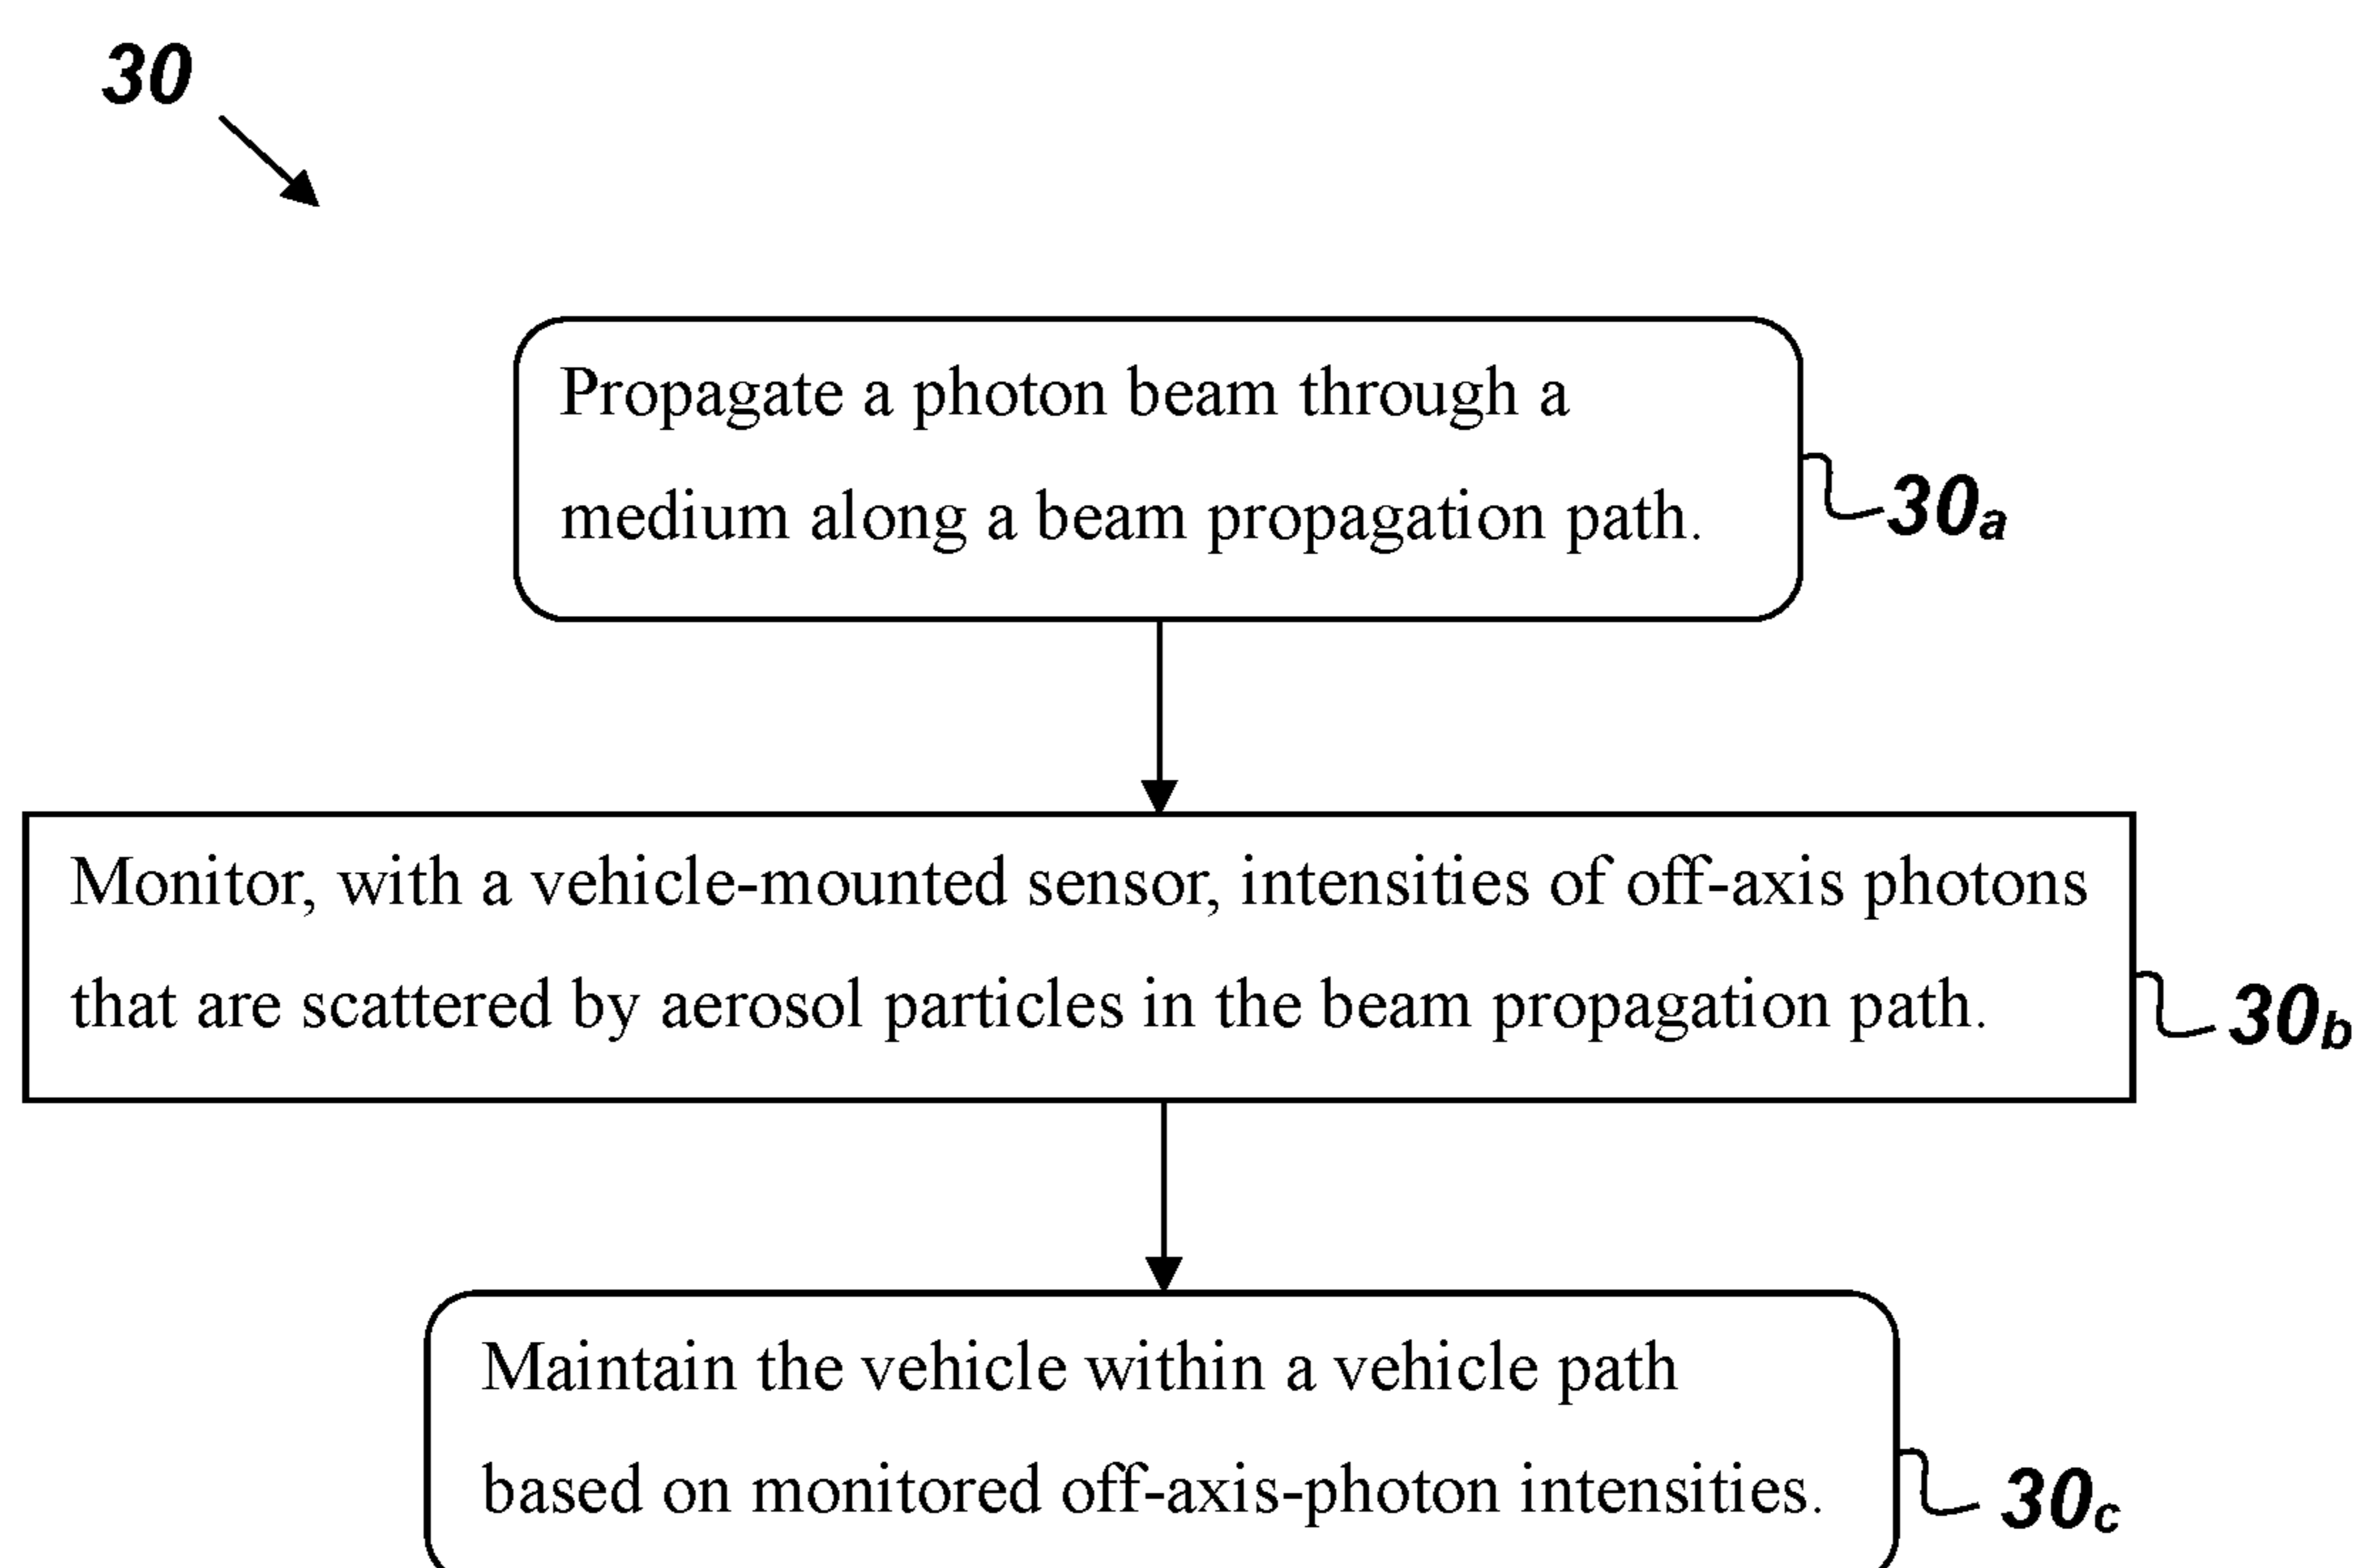 30
Propagate a photon beam through a
medium along a beam propagation path.
30a
Monitor, with a vehicle-mounted sensor, intensities of off-axis photons
that are scattered by aerosol particles in the beam propagation path.
30b
Maintain the vehicle within a vehicle path
based on monitored off-axis-photon intensities.
30c